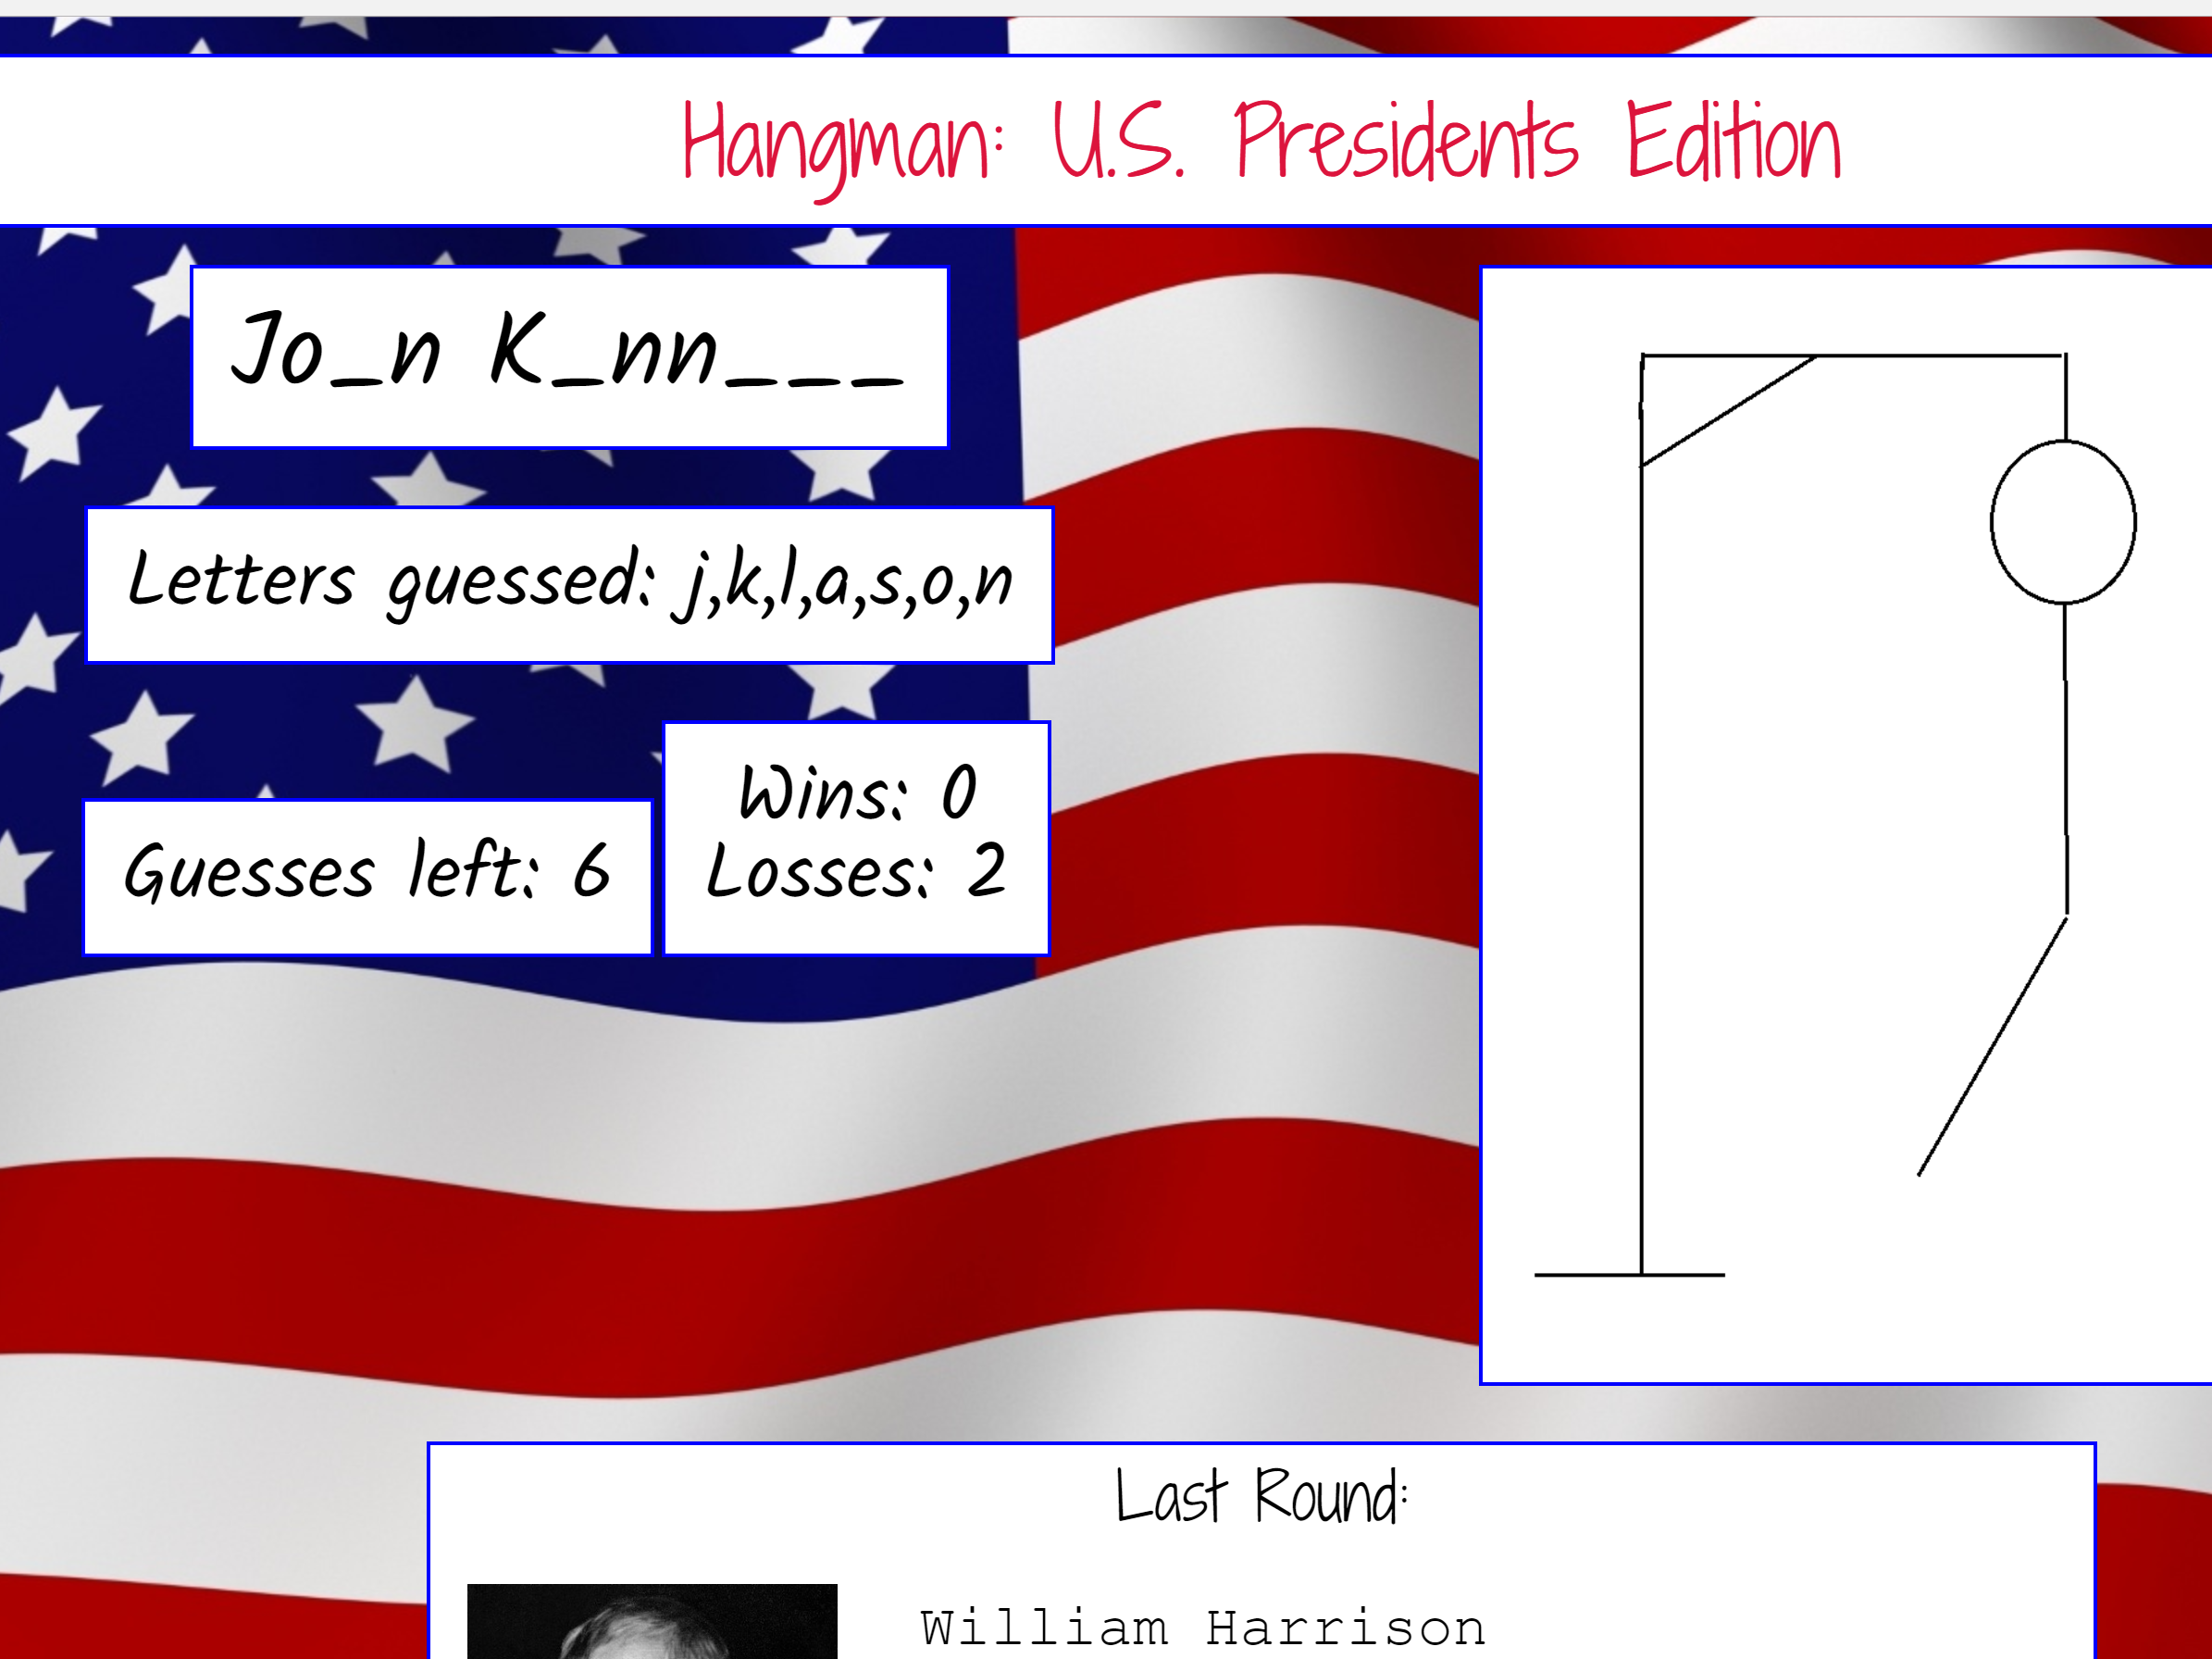 Hangman: U.S. Presidents Edition
Jo_n K_nn___
Letters guessed: j,k,l,a,s,o,n
Guesses left: 6
Wins: 0
Losses: 2
Last Round:
William Harrison